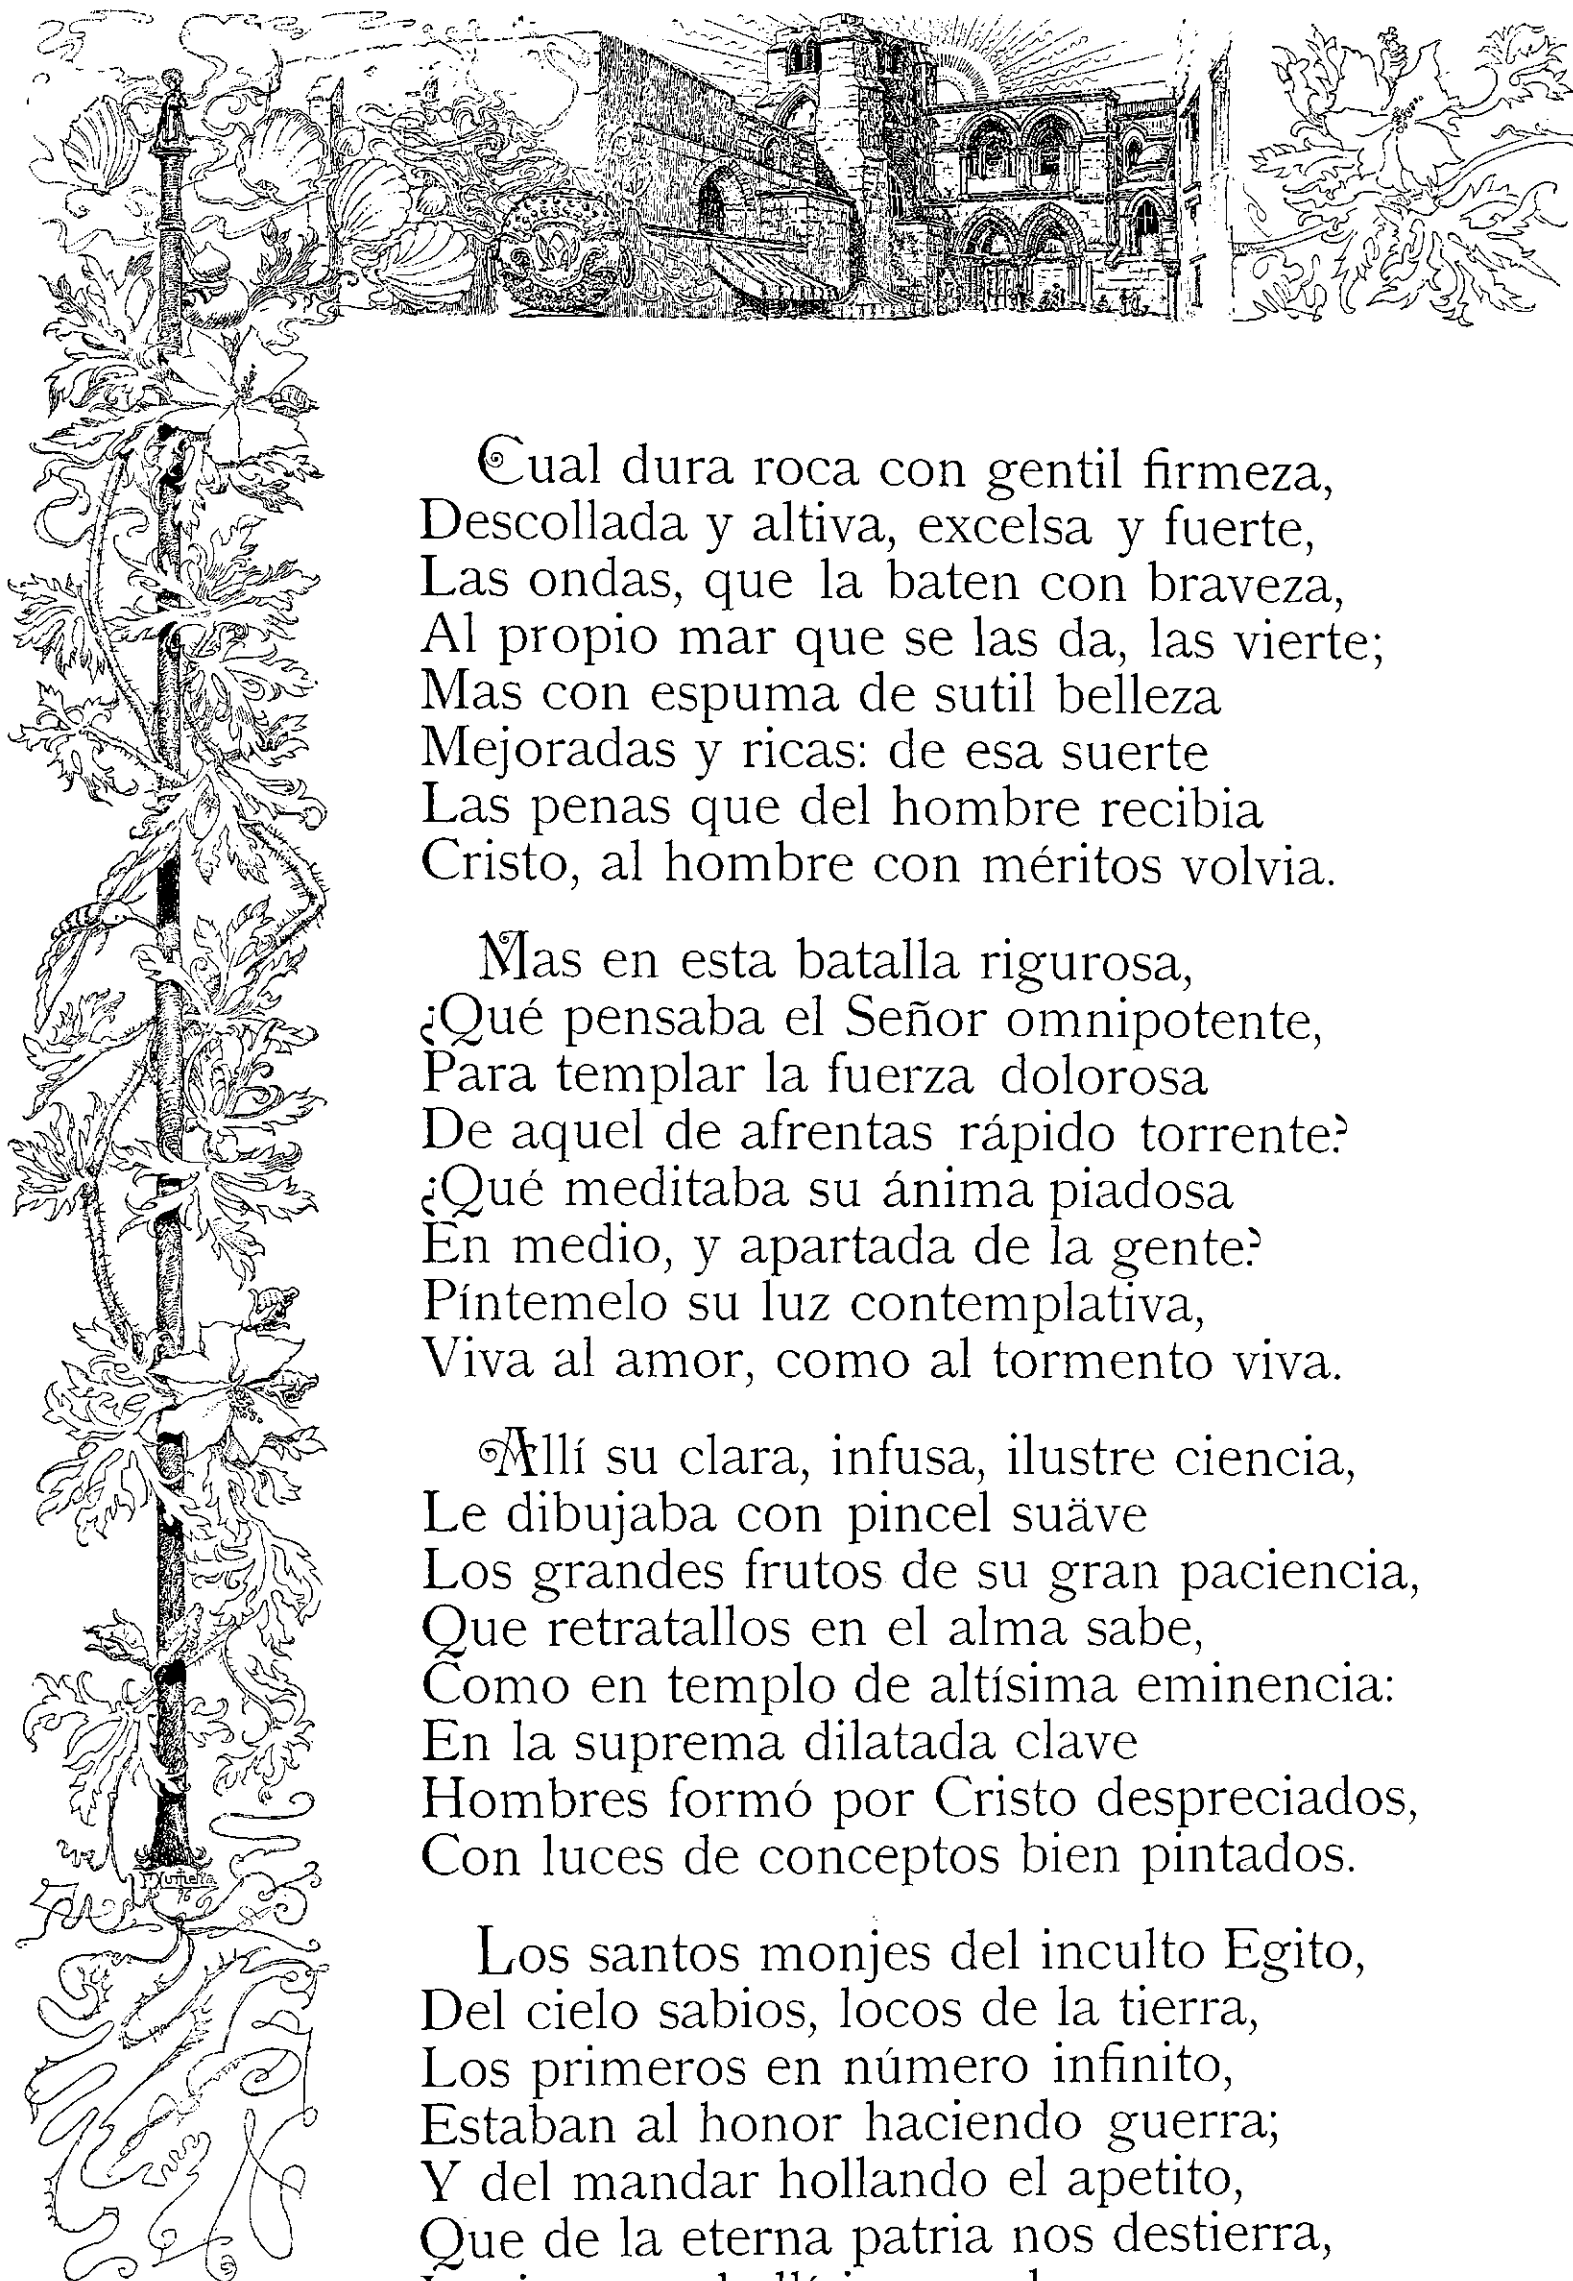 Cual dura roca con gentil firmeza,
Descollada y altiva, excelsa y fuerte,
Las ondas, que la baten con braveza,
Al propio mar que se las da, las vierte;
Mas con espuma de sutil belleza
Mejoradas y ricas: de esa suerte
Las penas que del hombre recibia
Cristo, al hombre con méritos volvia.
Mas en esta batalla rigurosa,
¿Qué pensaba el Señor omnipotente,
Para templar la fuerza dolorosa
De aquel de afrentas rápido torrente?
¿Qué meditaba su ánima piadosa
En medio, y apartada de la gente?
Píntemelo su luz contemplativa,
Viva al amor, como al tormento viva.
Allí su clara, infusa, ilustre ciencia,
Le dibujaba con pincel suäve
Los grandes frutos de su gran paciencia,
Que retratallos en el alma sabe,
Como en templo de altísima eminencia:
En la suprema dilatada clave
Hombres formó por Cristo despreciados,
Con luces de conceptos bien pintados.
Los santos monjes del inculto Egito,
Del cielo sabios, locos de la tierra,
Los primeros en número infinito,
Estaban al honor haciendo guerra;
Y del mandar hollando el apetito,
Que de la eterna patria nos destierra,